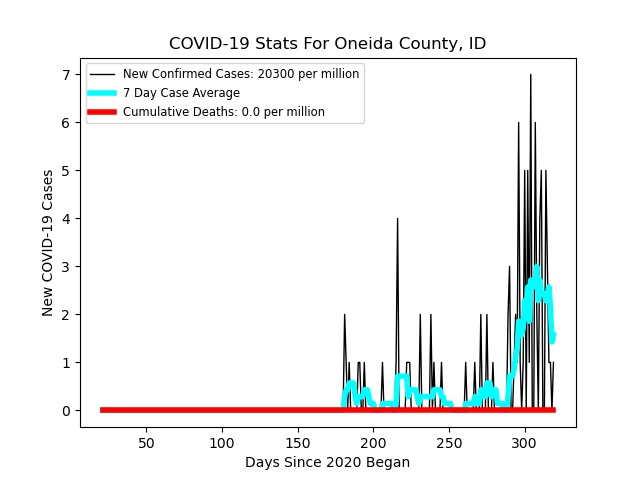 COVID-19 Stats For Oneida County, ID
New Confirmed Cases: 20300 per million
7 Day Case Average
Cumulative Deaths: 0.0 per million
7
6
5
4
3
2
1
0
New COVID-19 Cases
50 100 150 200 250 300
Days Since 2020 Began